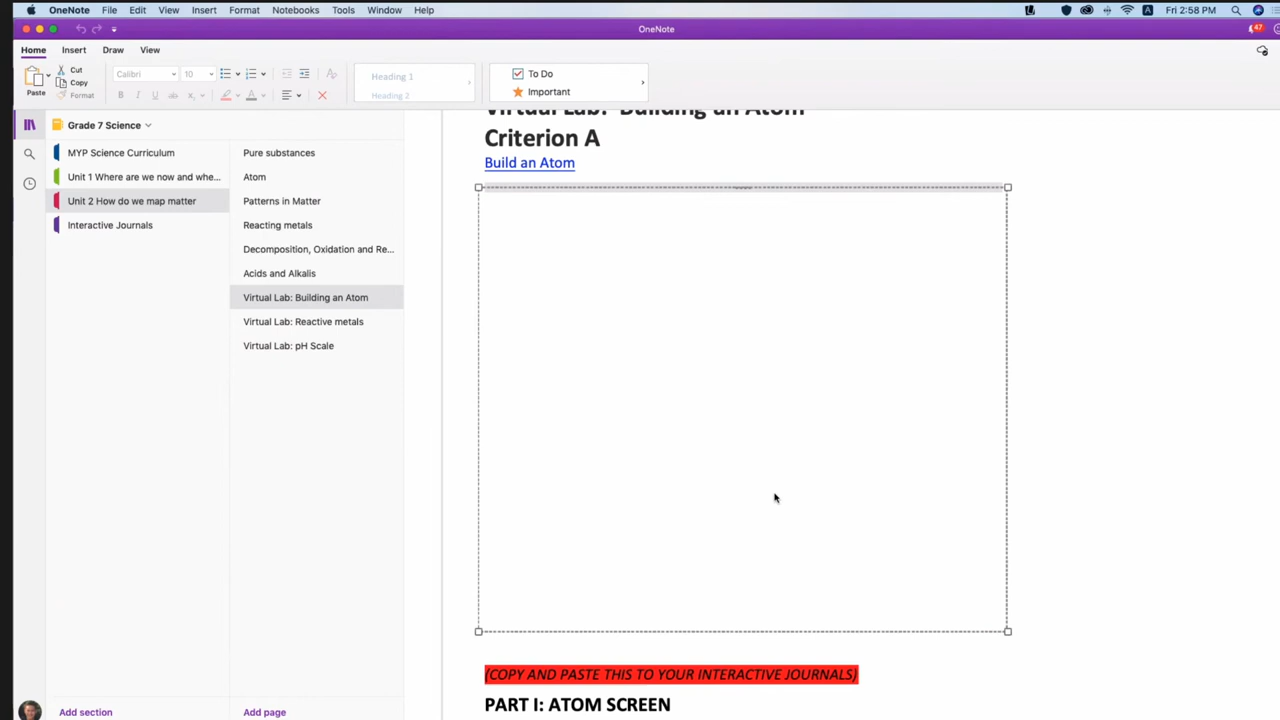 OneNote File Edit View Insert Format Notebooks Tools Window Help
A Fri 2:58 PM
OneNote
47
Home Insert Draw View
Paste
Cut
Copy
Format
Calibri 10
B I U ab x A
Heading 1
Heading 2
To Do
Important
Grade 7 Science
MYP Science Curriculum
Unit 1 Where are we now and whe...
Unit 2 How do we map matter
Interactive Journals
Add section
Pure substances
Atom
Patterns in Matter
Reacting metals
Decomposition, Oxidation and Re...
Acids and Alkalis
Virtual Lab: Building an Atom
Virtual Lab: Reactive metals
Virtual Lab: pH Scale
Add page
Virtual Lab: Building an Atom
Criterion A
Build an Atom
(COPY AND PASTE THIS TO YOUR INTERACTIVE JOURNALS)
PART I: ATOM SCREEN